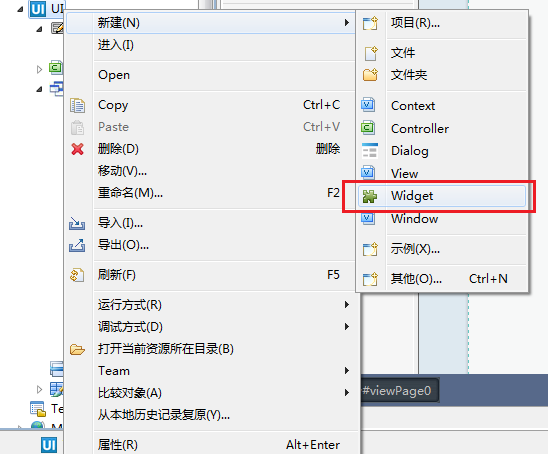 UI
新建(N)
进入(I)
Open
Copy Ctrl+C
Paste Ctrl+V
删除(D) 删除
移动(V)...
重命名(M)... F2
导入(I)...
导出(O)...
刷新(F) F5
运行方式(R)
调试方式(D)
打开当前资源所在目录(B)
Team
比较对象(A)
从本地历史记录复原(Y)...
属性(R) Alt+Enter
项目(R)...
文件
文件夹
Context
Controller
Dialog
View
Widget
Window
示例(X)...
其他(O)... Ctrl+N
#viewPage0
Te
M
UI